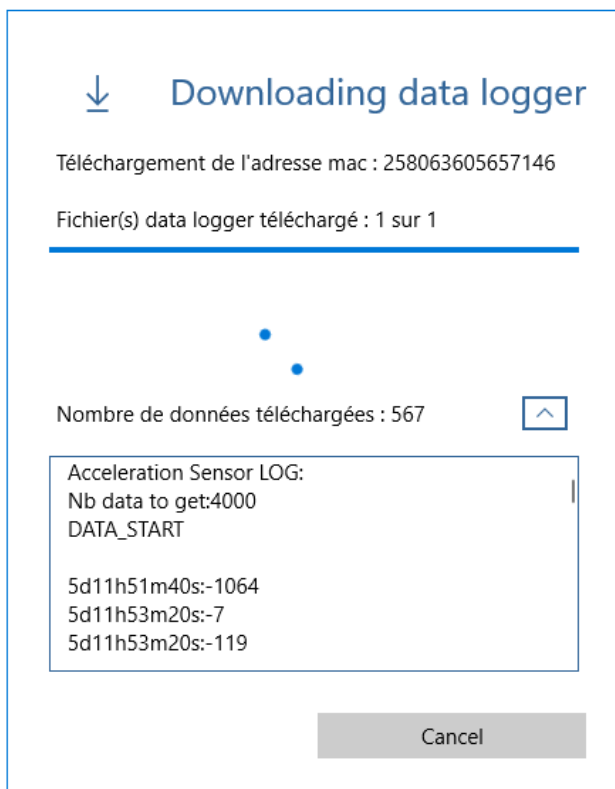 Downloading data logger
Téléchargement de l'adresse mac : 258063605657146
Fichier(s) data logger téléchargé : 1 sur 1
Nombre de données téléchargées : 567
Acceleration Sensor LOG:
Nb data to get:4000
DATA_START
5d11h51m40s:-1064
5d11h53m20s:-7
5d11h53m20s:-119
Cancel